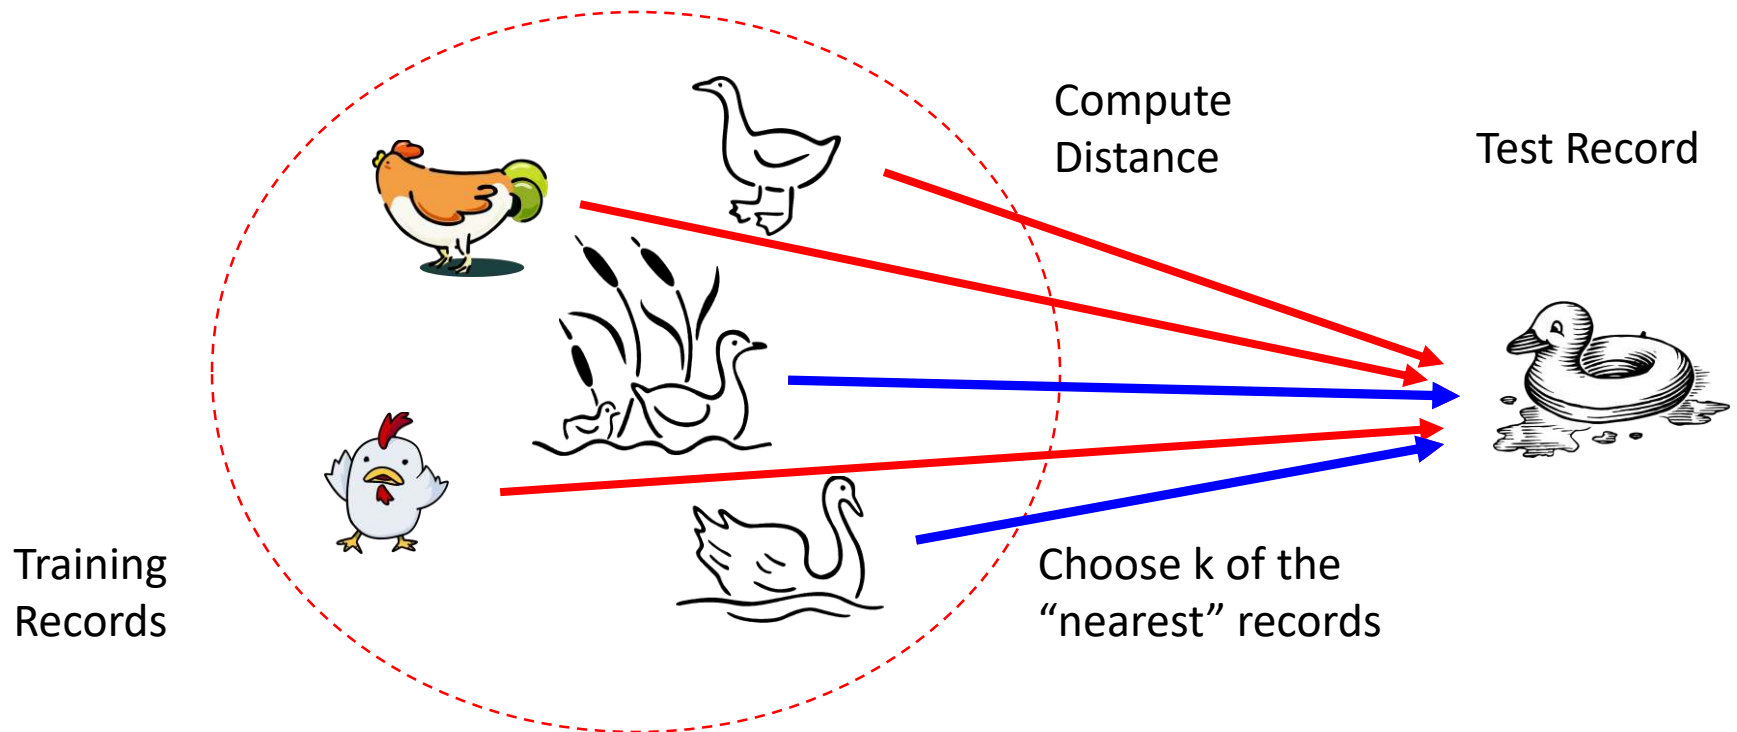 Compute
Distance
Test Record
Training
Records
Choose k of the
“nearest” records